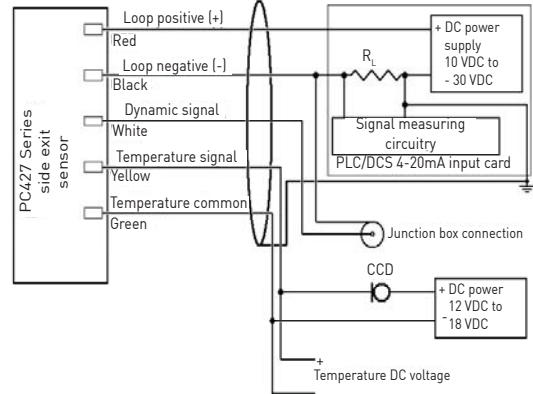 PC427 Series
side exit
sensor
Loop positive (+)
Red
Loop negative (-)
Black
Dynamic signal
White
Temperature signal
Yellow
Temperature common
Green
RL
+ DC power
supply
10 VDC to
- 30 VDC
Signal measuring
circuitry
PLC/DCS 4-20mA input card
Junction box connection
CCD
+ DC power
12 VDC to
- 18 VDC
+
Temperature DC voltage